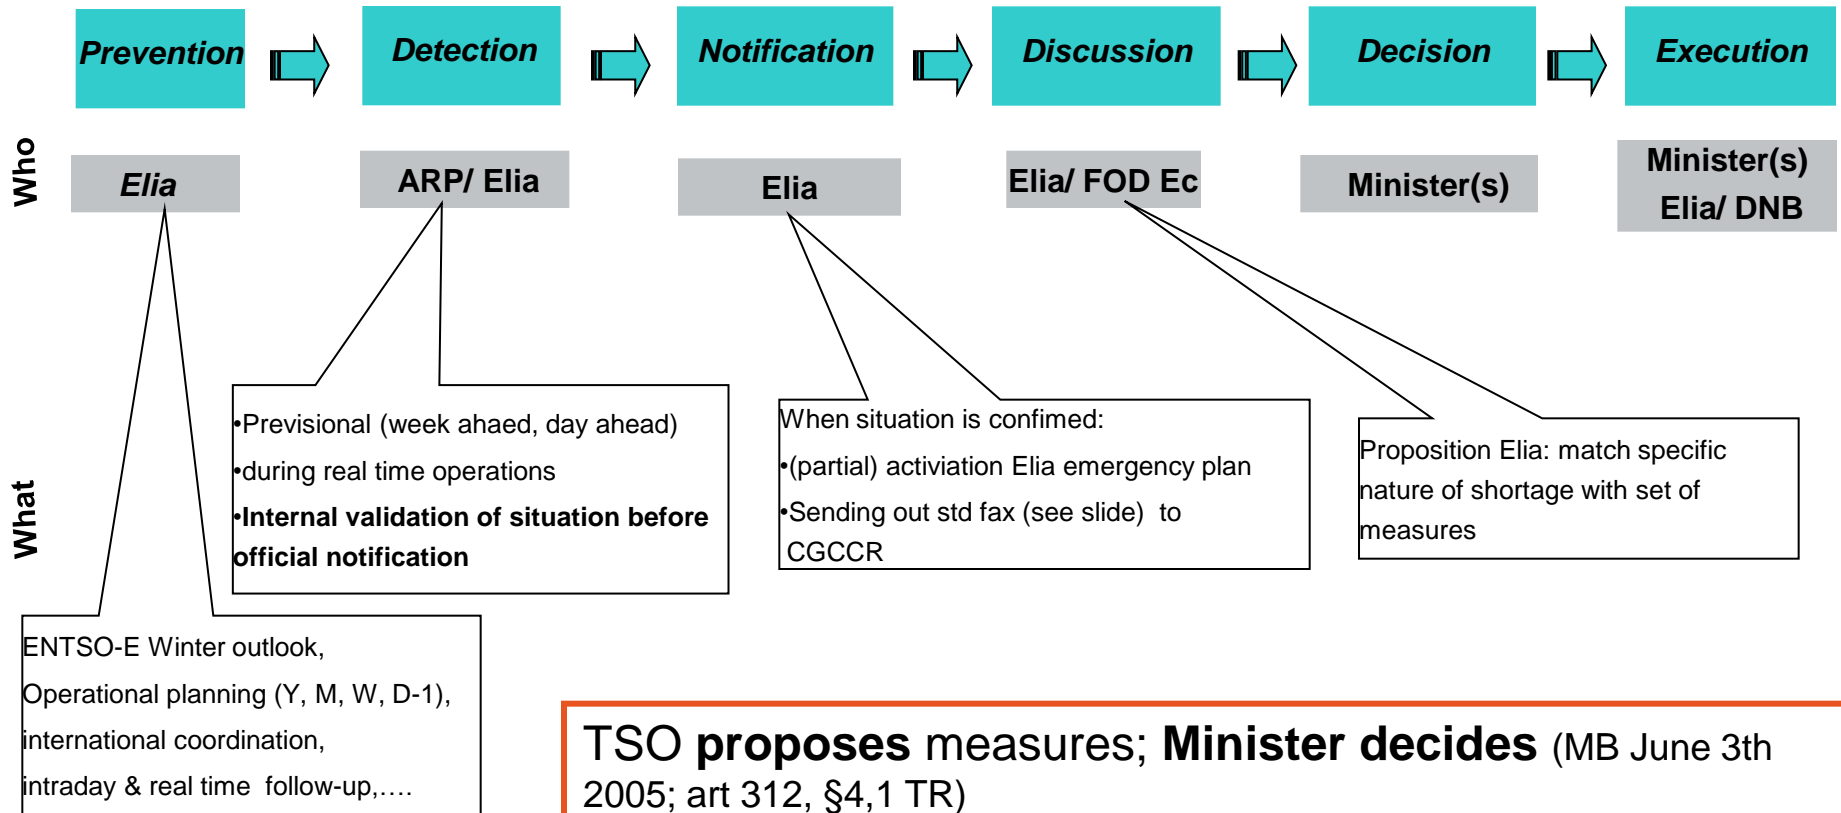 Prevention
Detection
Notification
Discussion
Decision
Execution
Who
Elia
ARP/ Elia
Elia
Elia/ FOD Ec
Minister(s)
Minister(s)
Elia/ DNB
What
•Previsional (week ahaed, day ahead)
•during real time operations
•Internal validation of situation before
official notification
When situation is confimed:
•(partial) activiation Elia emergency plan
•Sending out std fax (see slide) to
CGCCR
Proposition Elia: match specific
nature of shortage with set of
measures
ENTSO-E Winter outlook,
Operational planning (Y, M, W, D-1),
international coordination,
intraday & real time follow-up,….
TSO proposes measures; Minister decides (MB June 3th
2005; art 312, §4,1 TR)